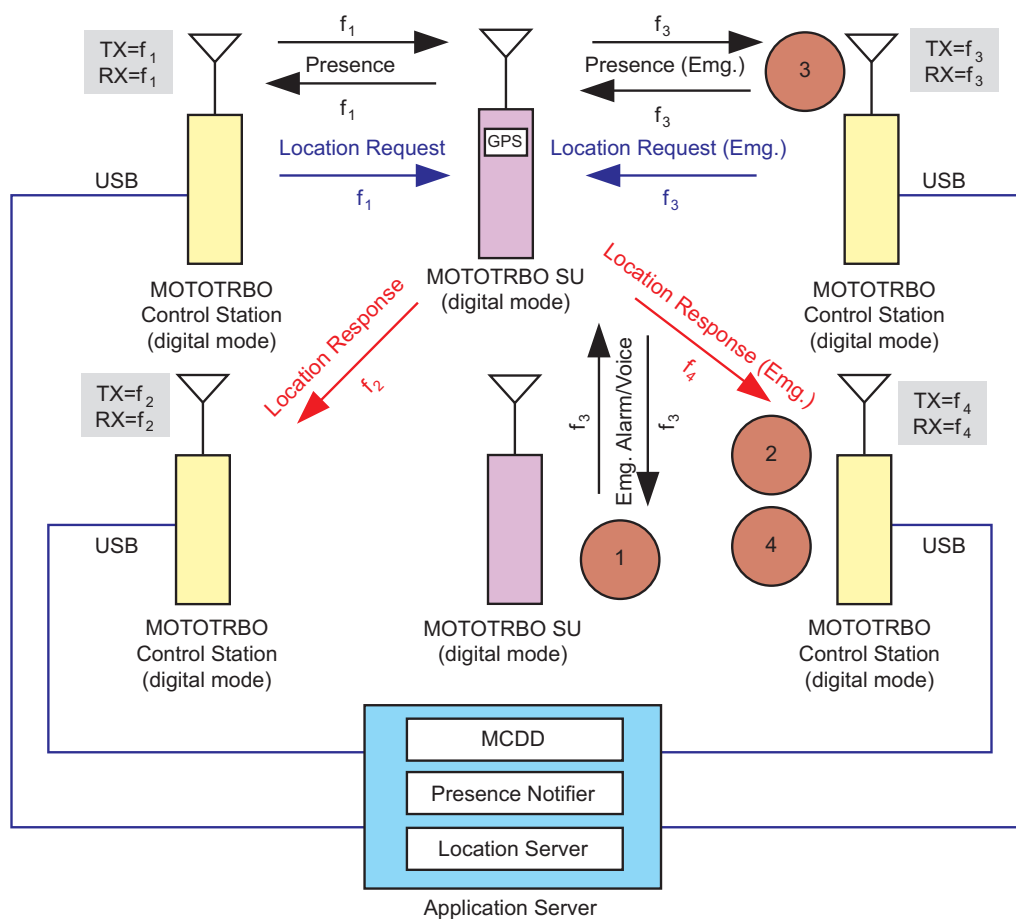 TX=f₁
RX=f₁
f₁
Presence
f₁
Location Request
f₁
USB
MOTOTRBO
Control Station
(digital mode)
GPS
MOTOTRBO SU
(digital mode)
f₃
Presence (Emg.)
f₃
Location Request (Emg.)
f₃
3
TX=f₃
RX=f₃
USB
MOTOTRBO
Control Station
(digital mode)
Location Response
f₂
Location Response (Emg.)
f₄
TX=f₂
RX=f₂
USB
MOTOTRBO
Control Station
(digital mode)
f₃
Emg. Alarm/Voice
f₃
1
MOTOTRBO SU
(digital mode)
2
4
TX=f₄
RX=f₄
USB
MOTOTRBO
Control Station
(digital mode)
MCDD
Presence Notifier
Location Server
Application Server